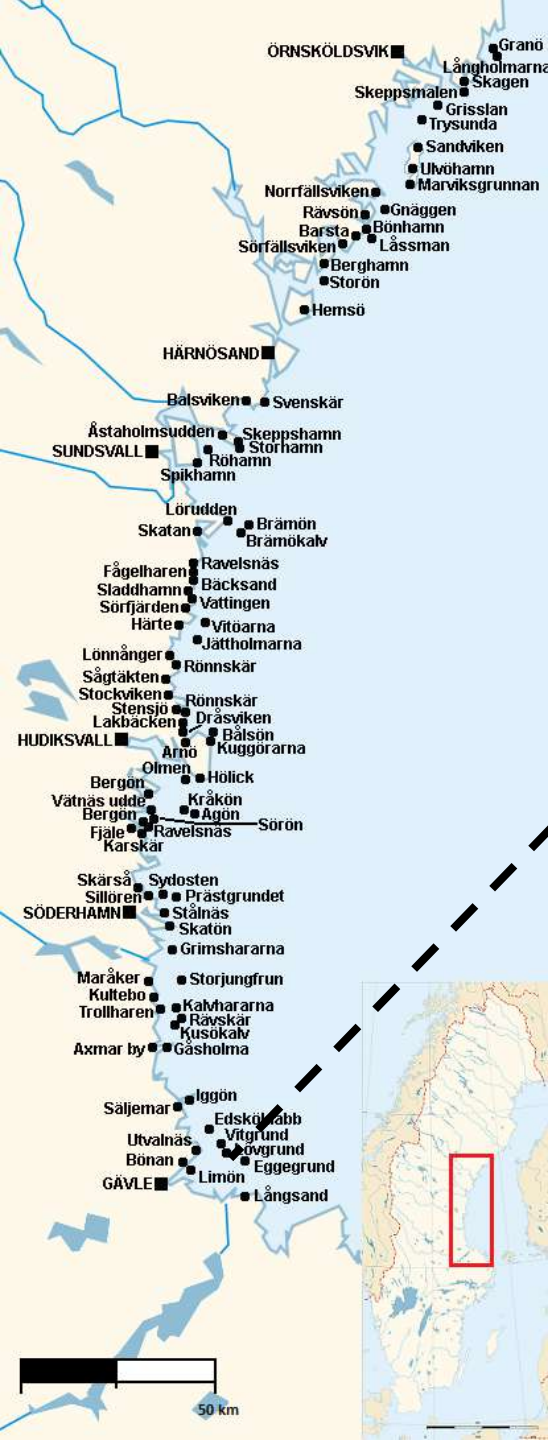 Granö
ÖRNSKÖLDSVIK
Långholmarna
Skagen
Skeppsmalen
Grisslan
Trysunda
Sandviken
Ulvöhamn
Marviksgrunnan
Norrfällsviken
Gnäggen
Rävsön
Bönhamn
Barsta
Låssman
Sörfällsviken
Berghamn
Storön
Hemsö
HÄRNÖSAND
Balsviken
Svenskär
Åstaholmsudden
Skeppshamn
Storhamn
SUNDSVALL
Röhamn
Spikhamn
Lörudden
Brämön
Skatan
Brämökalv
Ravelsnäs
Fågelharen
Bäcksand
Sladdhamn
Vattingen
Sörfjärden
Härte
Vitöarna
Jättholmarna
Lönnånger
Rönnskär
Sågtäkten
Stockviken
Rönnskär
Stensjö
Dråsviken
Lakbäcken
Bålsön
HUDIKSVALL
Kuggörarna
Arnö
Olmen
Hölick
Bergön
Vätnäs udde
Kråkön
Agön
Bergön
Sörön
Fjäle
Ravelsnäs
Karskär
Skärså
Sydosten
Sillören
Prästgrundet
SÖDERHAMN
Stålnäs
Skatön
Grimshararna
Maråker
Storjungfrun
Kultebo
Kalvhararna
Trollharen
Rävskär
Kusökalv
Axmar by
Gåsholma
Iggön
Säljemar
Vitgrund
Utvalnäs
Bönan
Eggegrund
Limön
GÄVLE
Långsand
50 km